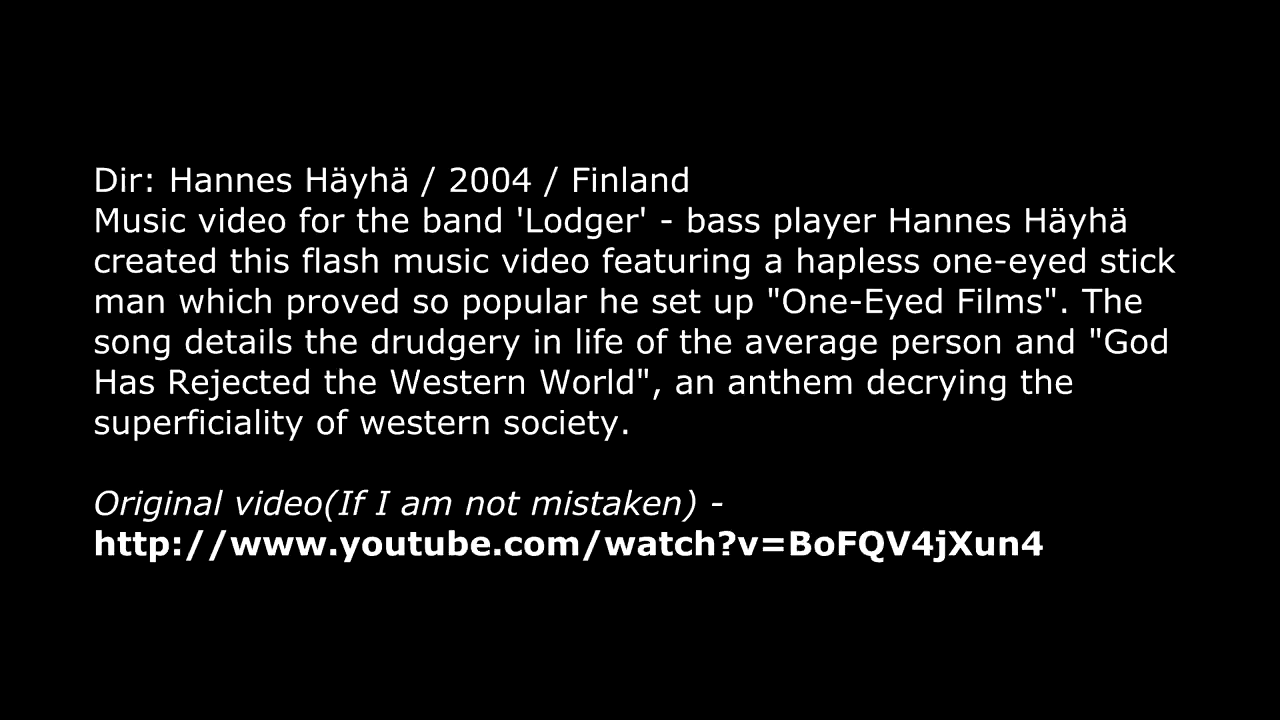 Dir: Hannes Häyhä / 2004 / Finland
Music video for the band 'Lodger' - bass player Hannes Häyhä
created this flash music video featuring a hapless one-eyed stick
man which proved so popular he set up "One-Eyed Films". The
song details the drudgery in life of the average person and "God
Has Rejected the Western World", an anthem decrying the
superficiality of western society.
Original video(If I am not mistaken) -
http://www.youtube.com/watch?v=BoFQV4jXun4